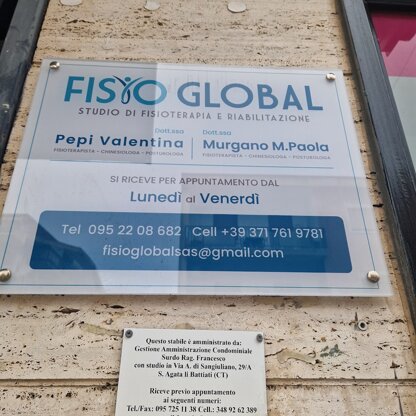 FISIO GLOBAL
STUDIO DI FISIOTERAPIA E RIABILITAZIONE
Dott.ssa
Pepi Valentina
FISIOTERAPISTA - CHINESIOLOGA - POSTUROLOGA
Dott.ssa
Murgano M.Paola
FISIOTERAPISTA - CHINESIOLOGA - POSTUROLOGA
SI RICEVE PER APPUNTAMENTO DAL
Lunedì al Venerdì
Tel 095 22 08 682 | Cell +39 371 761 9781
fisioglobalsas@gmail.com
Questo stabile è amministrato da:
Gestione Amministrazione Condominiale
Surdo Rag. Francesco
con studio in Via A. di Sangiuliano, 29/A
S. Agata li Battiati (CT)
Riceve previo appuntamento
ai seguenti numeri:
Tel./Fax: 095 725 11 38 Cell.: 348 92 62 389